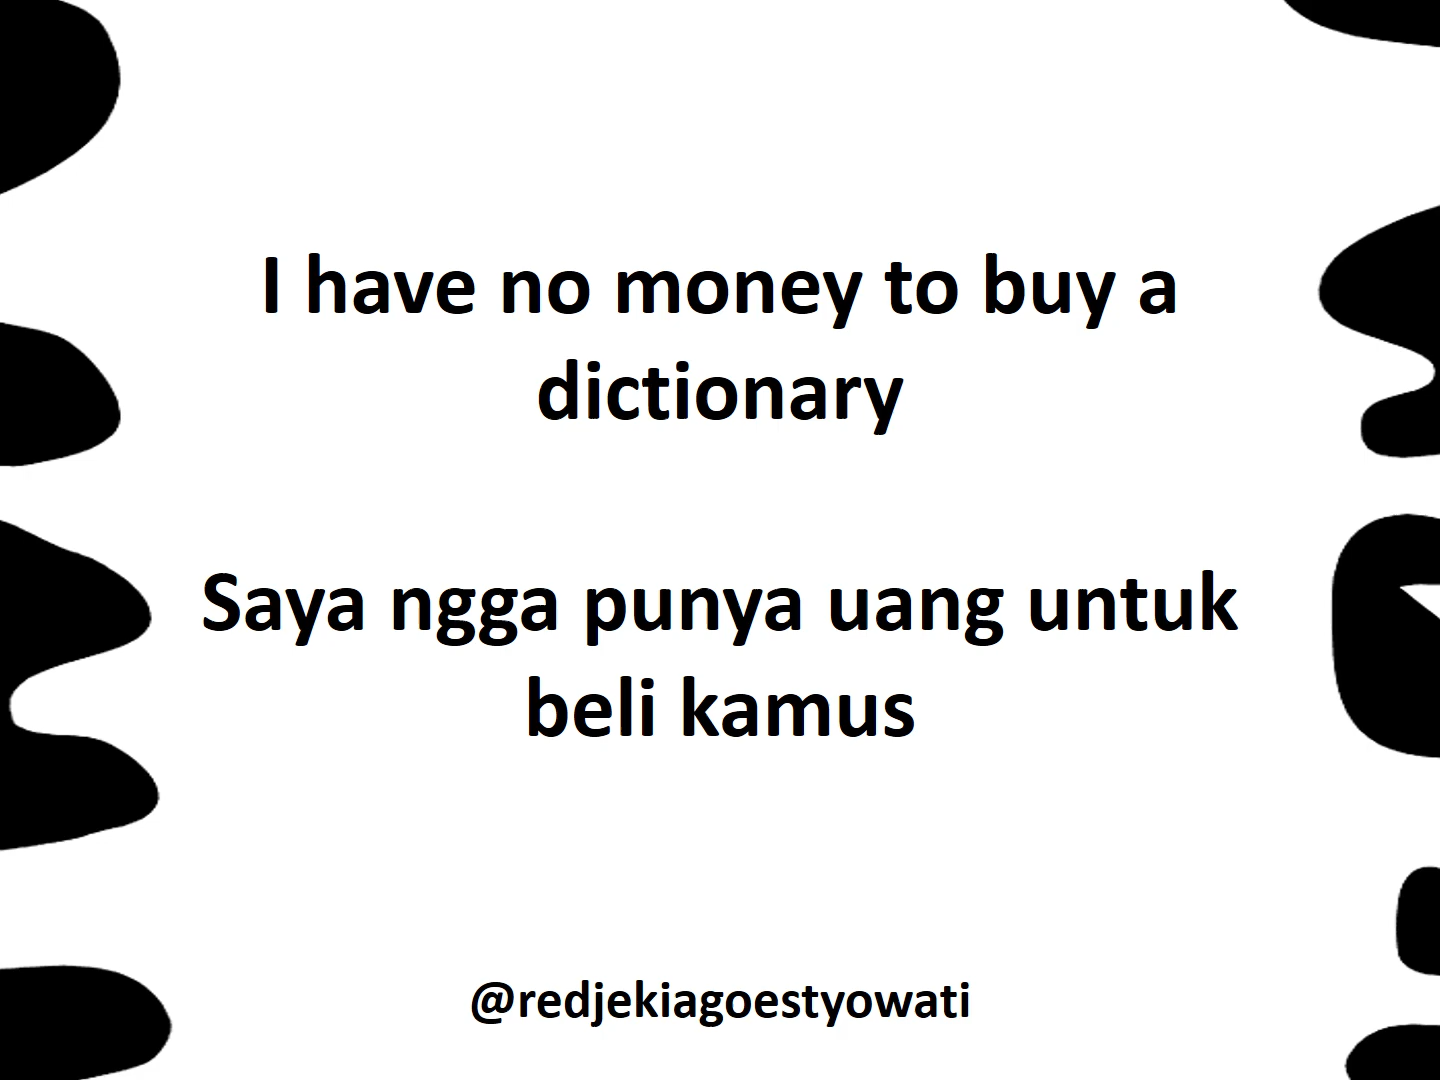 I have no money to buy a
dictionary
Saya ngga punya uang untuk
beli kamus
@redjekiagoestyowati